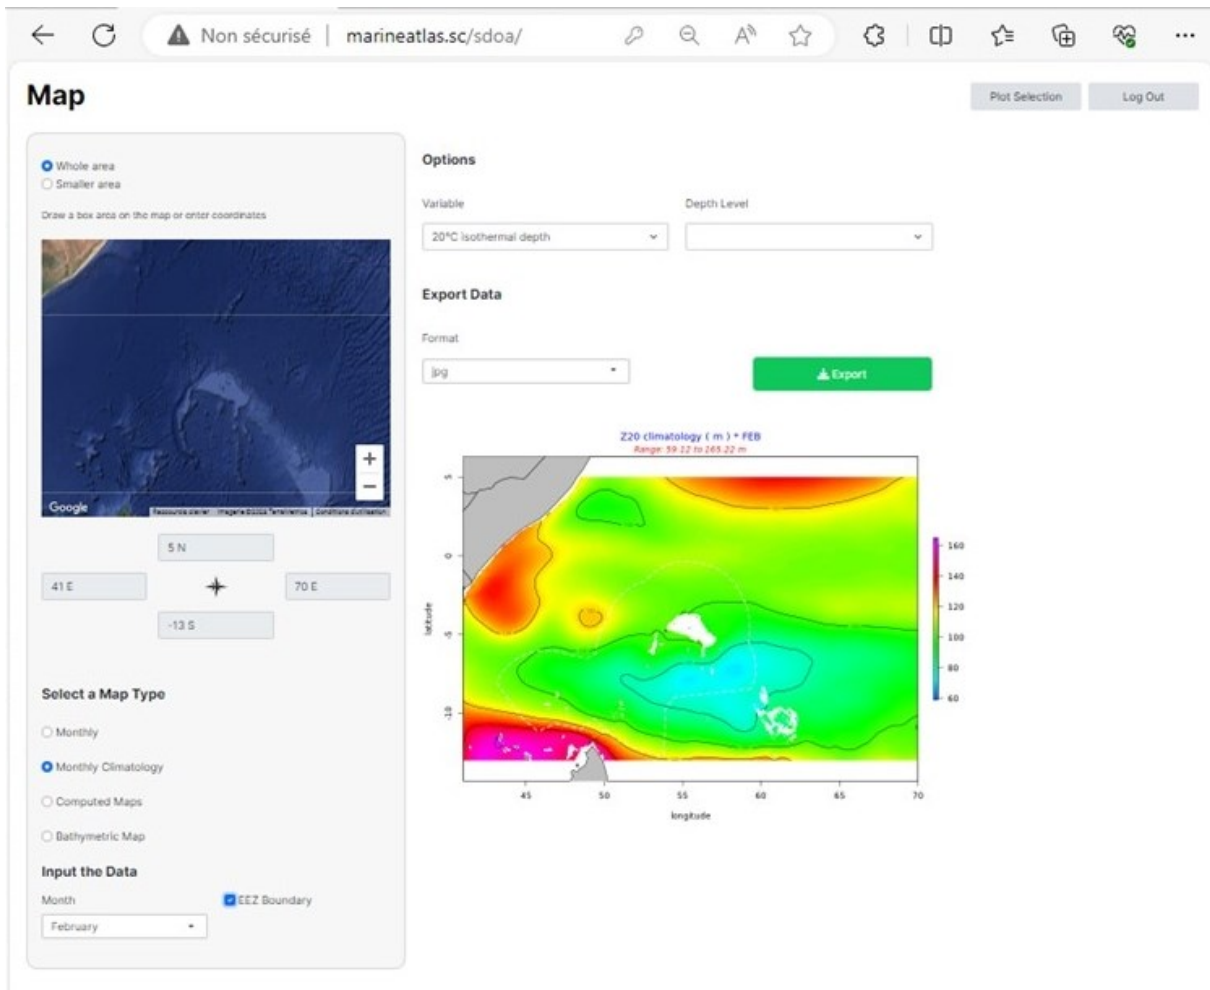 Non sécurisé | marineatlas.sc/sdoa/
Map
Plot Selection
Log Out
Whole area
Smaller area
Draw a box area on the map or enter coordinates
Google
5 N
41 E
70 E
-13 S
Select a Map Type
Monthly
Monthly Climatology
Computed Maps
Bathymetric Map
Input the Data
Month
EEZ Boundary
February
Options
Variable
Depth Level
20°C isothermal depth
Export Data
Format
jpg
Export
Z20 climatology ( m ) * FEB
Range: 59.12 to 165.22 m
5
0
-5
-10
latitude
45
50
55
60
65
70
longitude
160
140
120
100
80
60